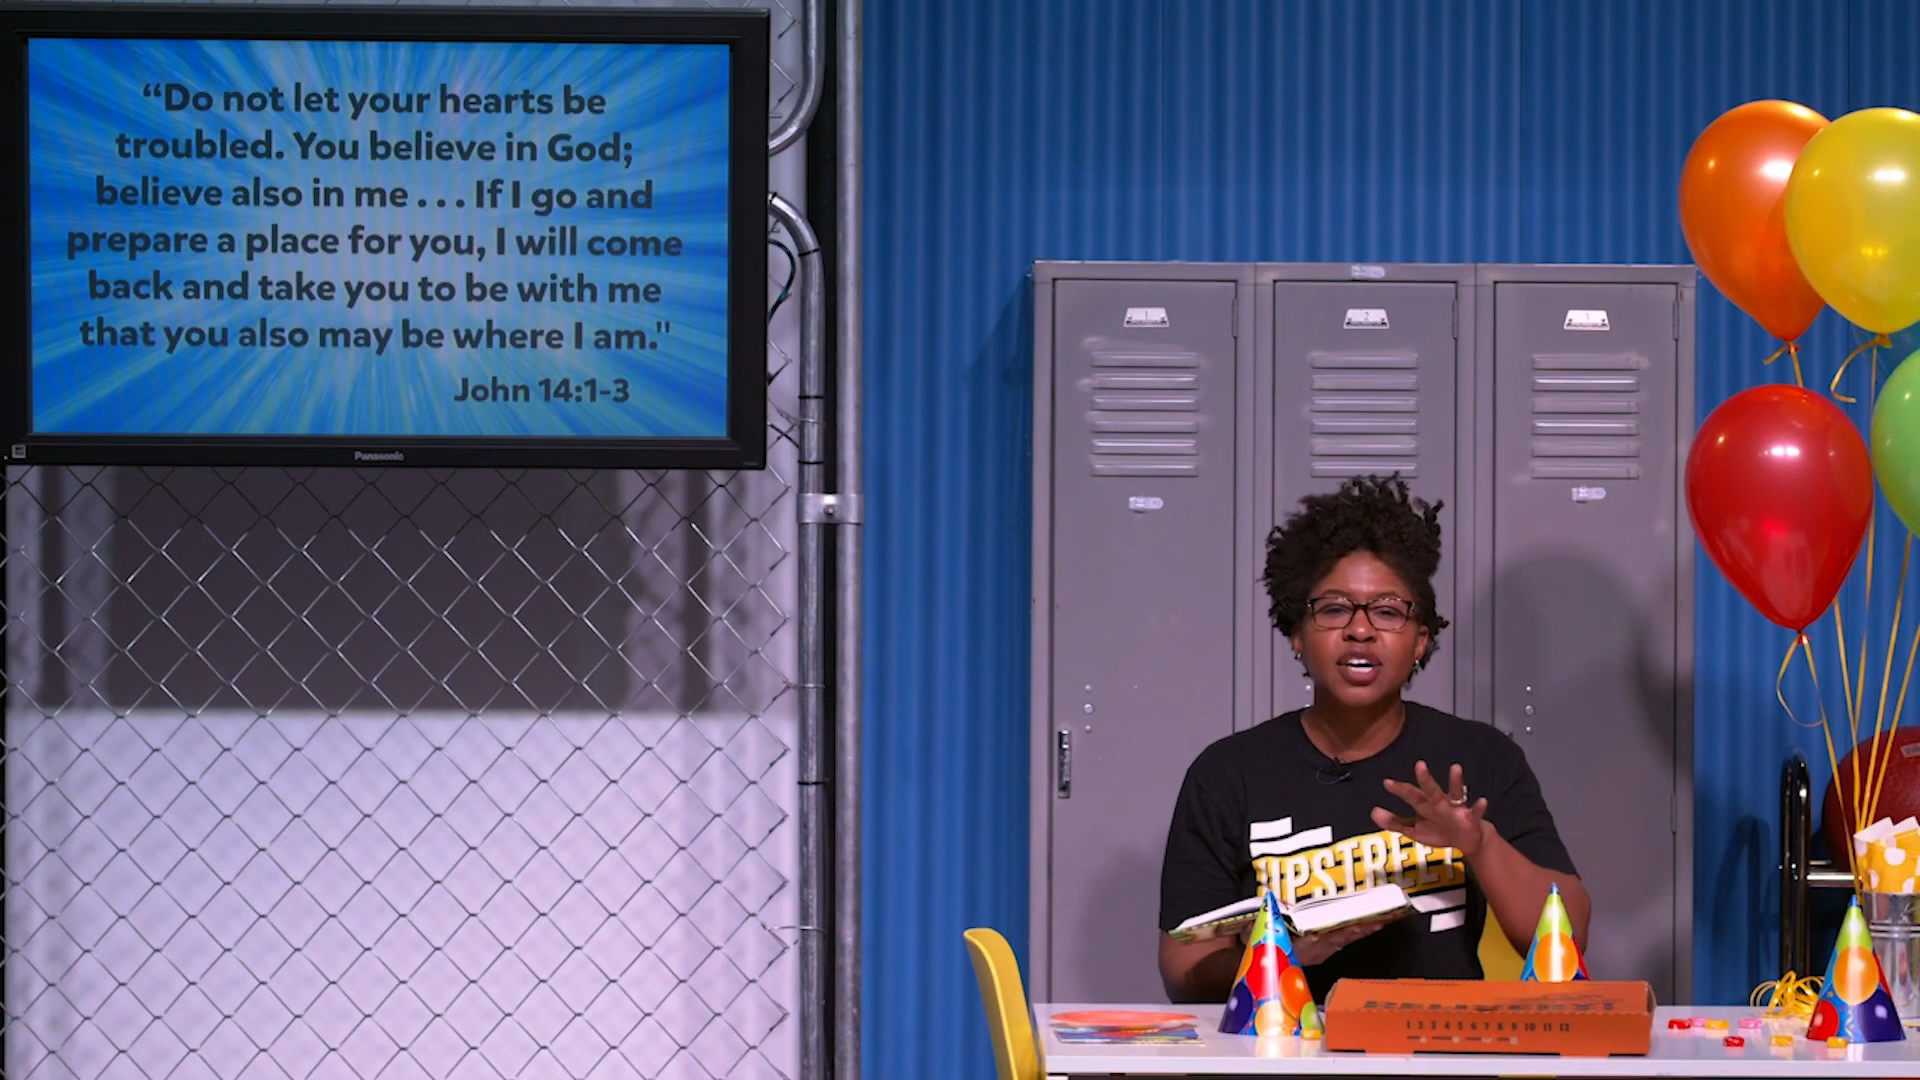 “Do not let your hearts be
troubled. You believe in God;
believe also in me . . . If I go and
prepare a place for you, I will come
back and take you to be with me
that you also may be where I am."
John 14:1-3
Panasonic
1
2
3
UPSTREET
1 2 3 4 5 6 7 8 9 10 11 12